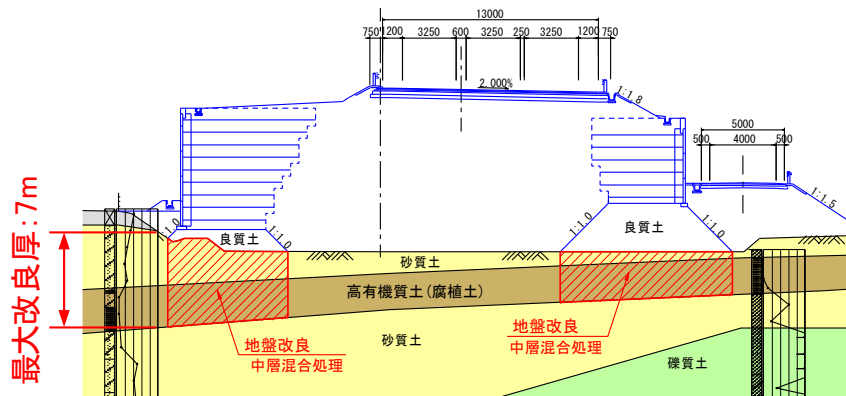 13000
750 1200 3250 600 3250 250 3250 1200 750
2.000%
1:1.8
5000
500 4000 500
1:1.5
1:1.0
良質土
1:1.0
1:1.0
良質土
1:1.0
最大改良厚:7m
砂質土
高有機質土(腐植土)
地盤改良
中層混合処理
地盤改良
中層混合処理
砂質土
礫質土